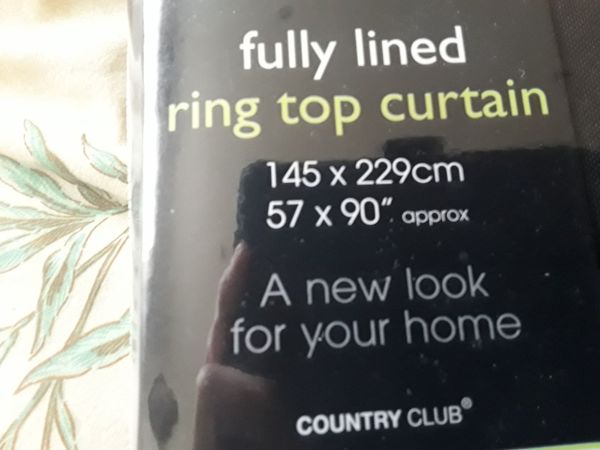 fully lined
ring top curtain
145 x 229cm
57 x 90" approx
A new look
for your home
COUNTRY CLUB®